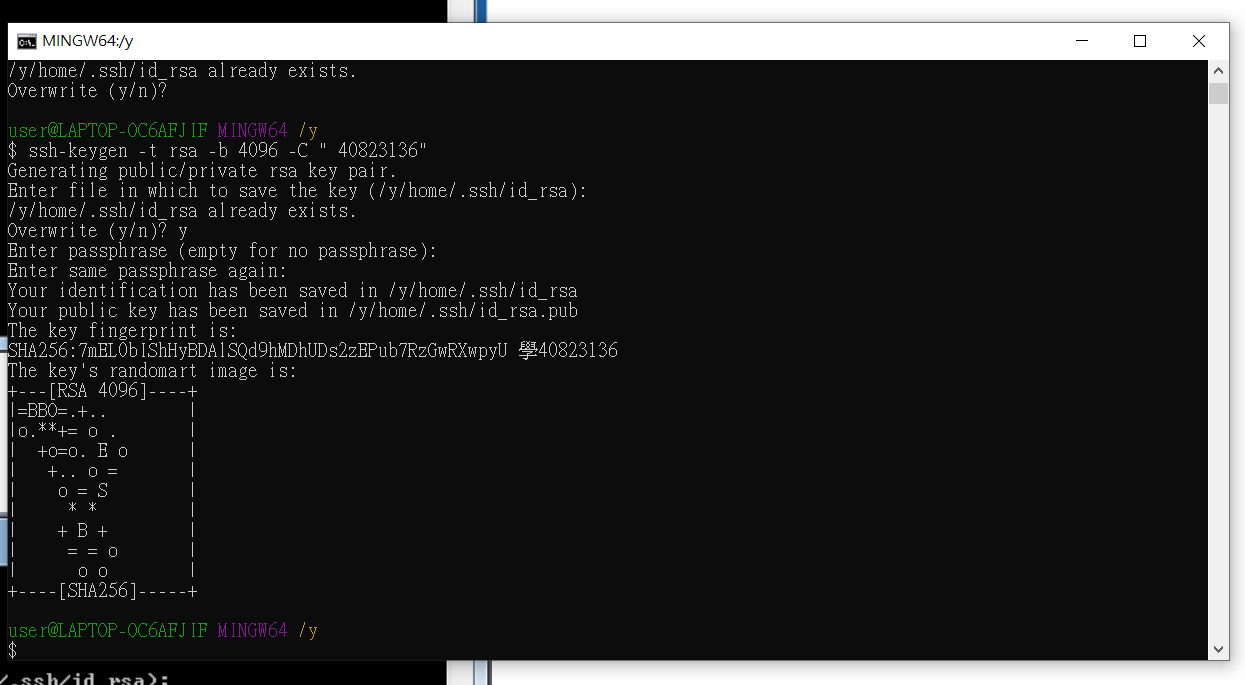 MINGW64:/y
/y/home/.ssh/id_rsa already exists.
Overwrite (y/n)?
user@LAPTOP-OC6AFJIF MINGW64 /y
$ ssh-keygen -t rsa -b 4096 -C " 40823136"
Generating public/private rsa key pair.
Enter file in which to save the key (/y/home/.ssh/id_rsa):
/y/home/.ssh/id_rsa already exists.
Overwrite (y/n)? y
Enter passphrase (empty for no passphrase):
Enter same passphrase again:
Your identification has been saved in /y/home/.ssh/id_rsa
Your public key has been saved in /y/home/.ssh/id_rsa.pub
The key fingerprint is:
SHA256:7mEL0blShHyBDAlSQd9hMDhUDs2zEPub7RzGwRXwpyU 學40823136
The key's randomart image is:
+---[RSA 4096]----+
|=BBO=.+..        |
|o.**+= o .       |
|  +o=o. E o      |
|   +.. o =       |
|    o = S        |
|     * *         |
|    + B +        |
|     = = o       |
|      o o        |
+----[SHA256]-----+
user@LAPTOP-OC6AFJIF MINGW64 /y
$
/.ssh/id_rsa):